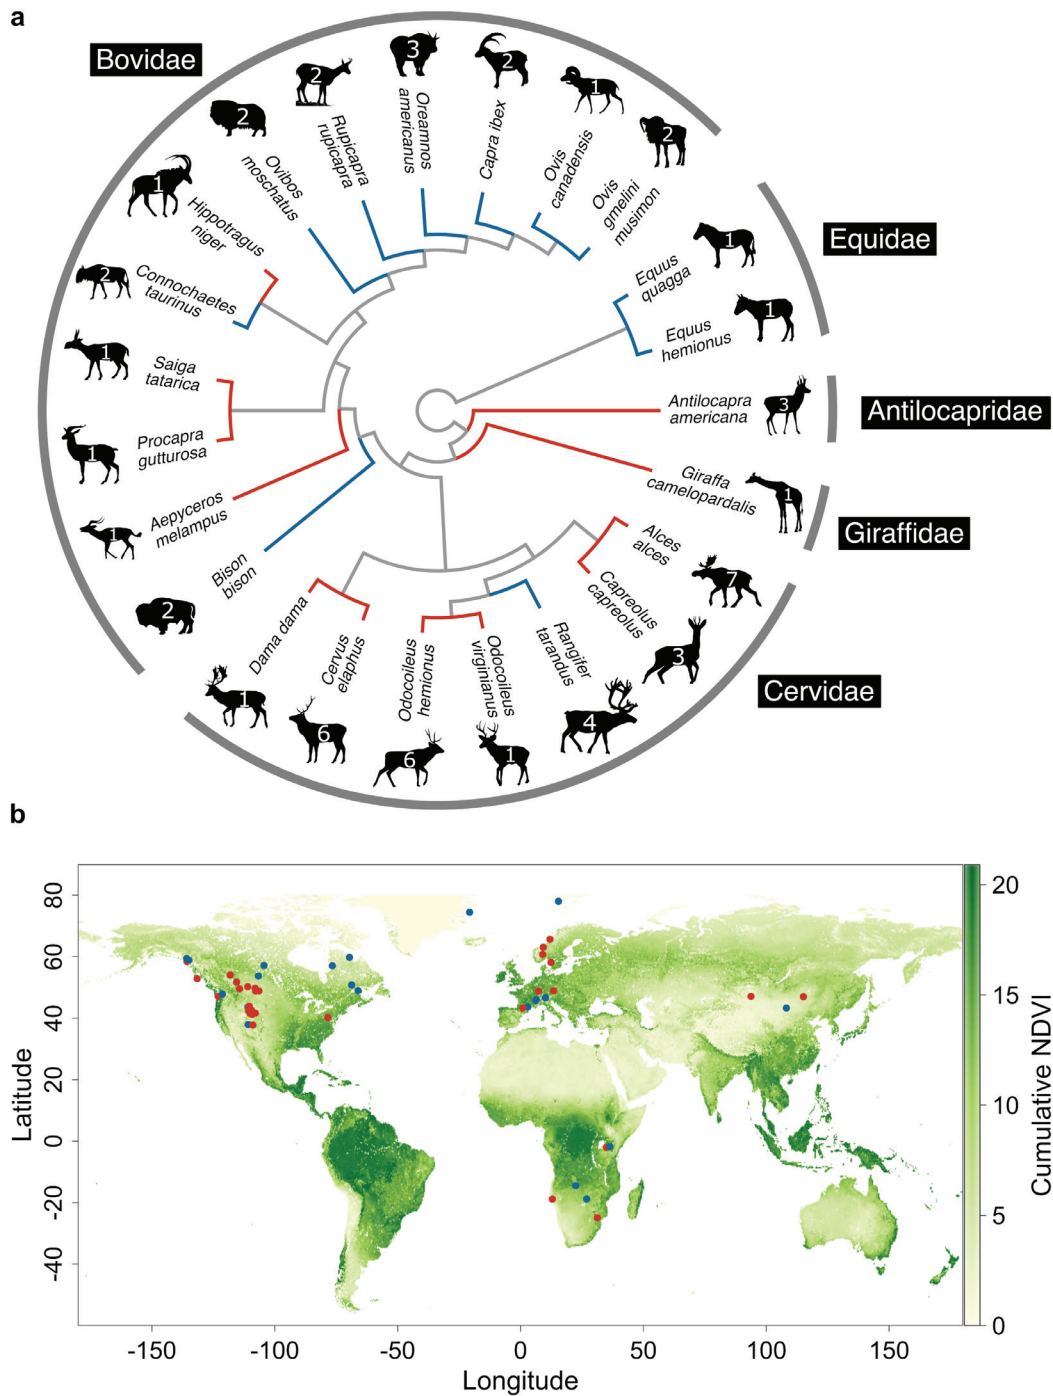 a
Bovidae
3
2
2
1
2
2
1
2
1
1
1
2
Oreamnos
americanus
Capra ibex
Rupicapra
rupicapra
Ovis
canadensis
Ovibos
moschatus
Ovis
gmelini
musimon
Hippotragus
niger
Connochaetes
taurinus
Saiga
tatarica
Procapra
gutturosa
Aepyceros
melampus
Bison
bison
1
Equus
quagga
Equidae
1
Equus
hemionus
Antilocapra
americana
3
Antilocapridae
Giraffa
camelopardalis
1
Giraffidae
Alces
alces
7
Capreolus
capreolus
3
Rangifer
tarandus
4
Cervidae
Odocoileus
virginianus
1
Odocoileus
hemionus
6
Cervus
elaphus
6
Dama dama
1
b
80
60
40
20
0
-20
-40
Latitude
-150
-100
-50
0
50
100
150
Longitude
20
15
10
5
0
Cumulative NDVI